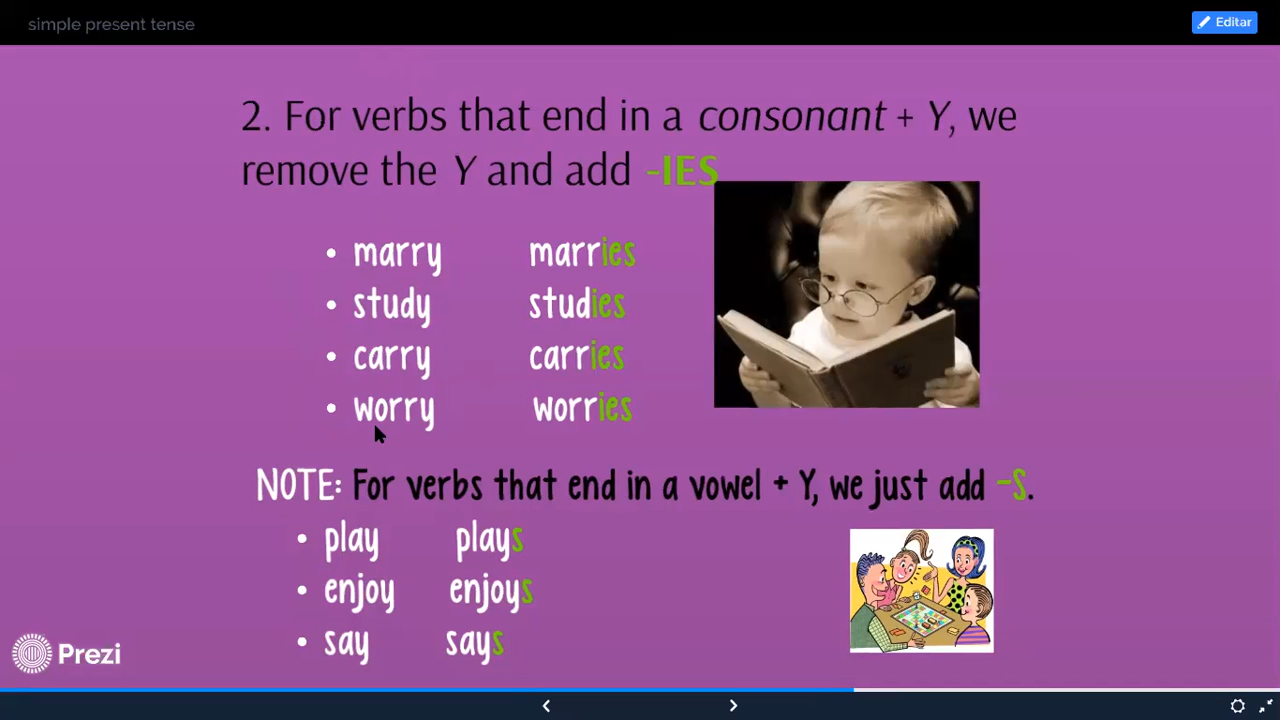 simple present tense
Editar
2. For verbs that end in a consonant + Y, we
remove the Y and add -IES
• marry marries
• study studies
• carry carries
• worry worries
NOTE: For verbs that end in a vowel + Y, we just add -S.
• play plays
• enjoy enjoys
• say says
Prezi